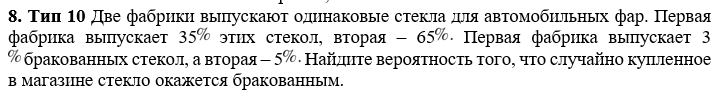 8. Тип 10 Две фабрики выпускают одинаковые стекла для автомобильных фар. Первая
фабрика выпускает 35% этих стекол, вторая – 65%. Первая фабрика выпускает 3
% бракованных стекол, а вторая – 5%. Найдите вероятность того, что случайно купленное
в магазине стекло окажется бракованным.